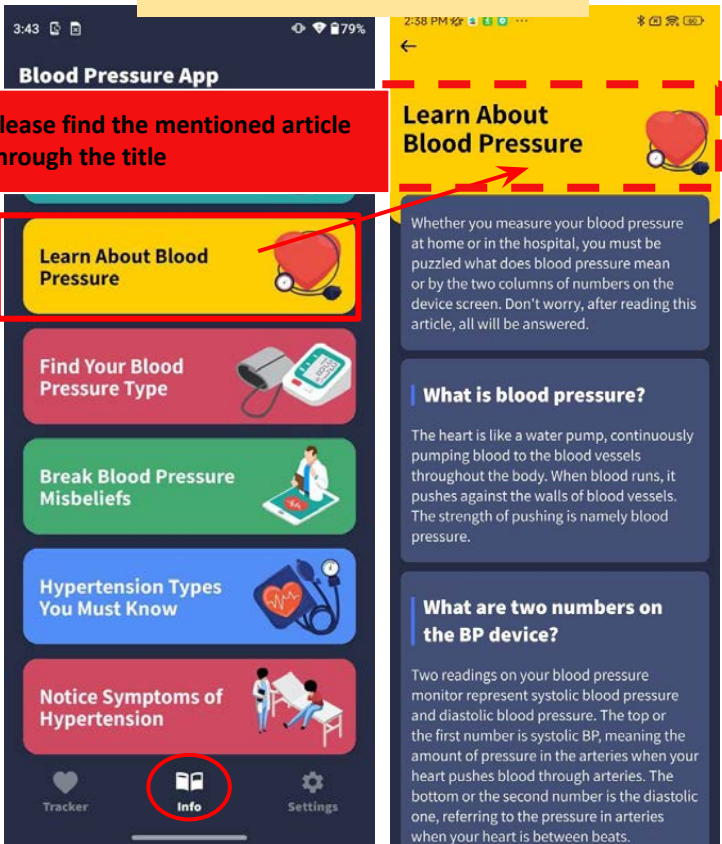 3:43
79%
Blood Pressure App
lease find the mentioned article
hrough the title
Learn About Blood
Pressure
Find Your Blood
Pressure Type
Break Blood Pressure
Misbeliefs
Hypertension Types
You Must Know
Notice Symptoms of
Hypertension
Tracker
Info
Settings
2:38 PM
60
Learn About
Blood Pressure
Whether you measure your blood pressure
at home or in the hospital, you must be
puzzled what does blood pressure mean
or by the two columns of numbers on the
device screen. Don't worry, after reading this
article, all will be answered.
What is blood pressure?
The heart is like a water pump, continuously
pumping blood to the blood vessels
throughout the body. When blood runs, it
pushes against the walls of blood vessels.
The strength of pushing is namely blood
pressure.
What are two numbers on
the BP device?
Two readings on your blood pressure
monitor represent systolic blood pressure
and diastolic blood pressure. The top or
the first number is systolic BP, meaning the
amount of pressure in the arteries when your
heart pushes blood through arteries. The
bottom or the second number is the diastolic
one, referring to the pressure in arteries
when your heart is between beats.